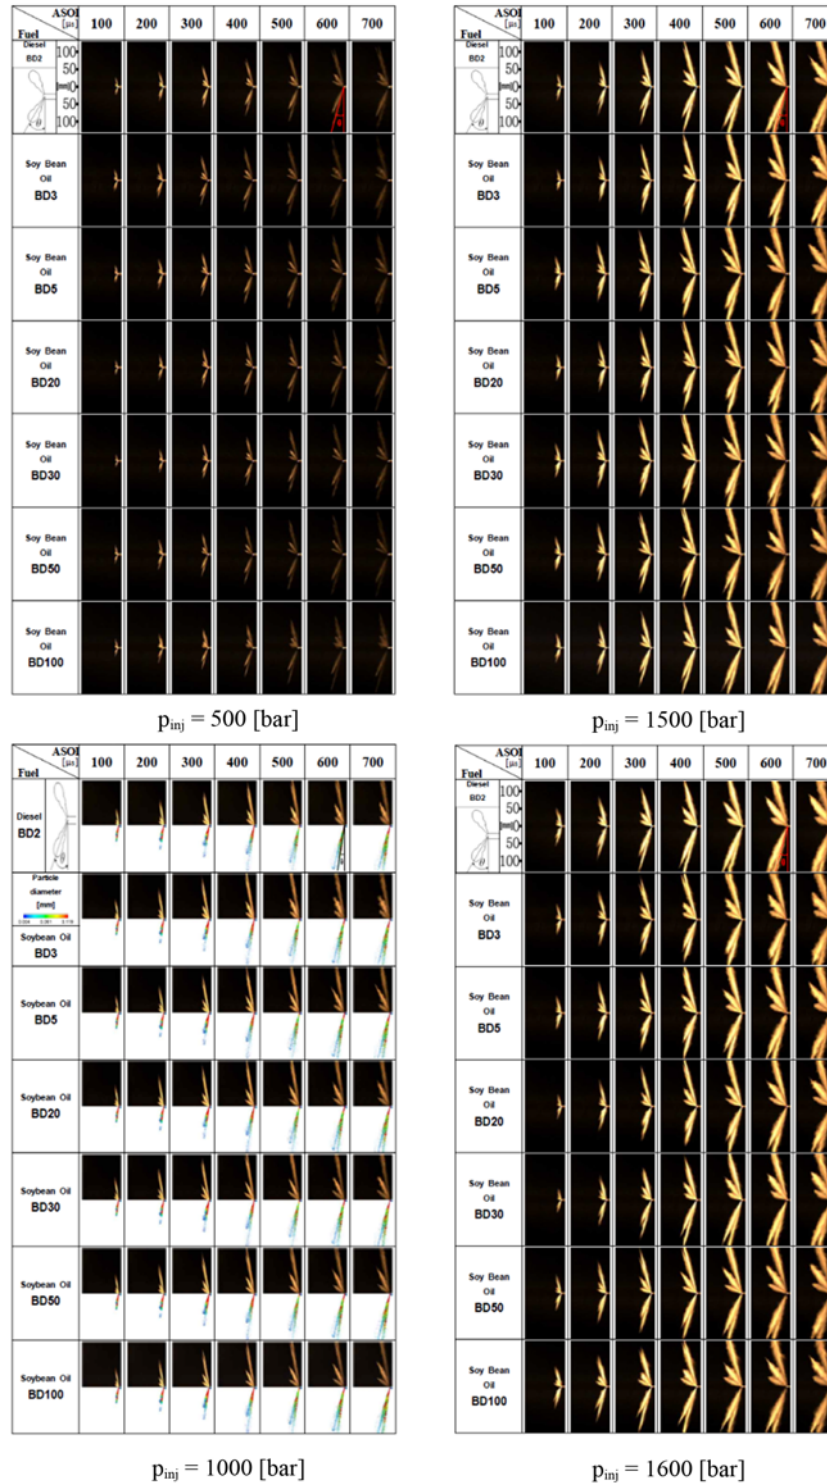 ASOI
[μs]
Fuel
100 200 300 400 500 600 700
Diesel
BD2
100
50
[mm]0
50
100
θ
Soy Bean
Oil
BD3
Soy Bean
Oil
BD5
Soy Bean
Oil
BD20
Soy Bean
Oil
BD30
Soy Bean
Oil
BD50
Soy Bean
Oil
BD100
pinj = 500 [bar]
ASOI
[μs]
Fuel
100 200 300 400 500 600 700
Diesel
BD2
100
50
[mm]0
50
100
θ
Soy Bean
Oil
BD3
Soy Bean
Oil
BD5
Soy Bean
Oil
BD20
Soy Bean
Oil
BD30
Soy Bean
Oil
BD50
Soy Bean
Oil
BD100
pinj = 1500 [bar]
ASOI
[μs]
Fuel
100 200 300 400 500 600 700
Diesel
BD2
θ
Particle
diameter
[mm]
Soybean Oil
BD3
Soybean Oil
BD5
Soybean Oil
BD20
Soybean Oil
BD30
Soybean Oil
BD50
Soybean Oil
BD100
pinj = 1000 [bar]
ASOI
[μs]
Fuel
100 200 300 400 500 600 700
Diesel
BD2
100
50
[mm]0
50
100
θ
Soy Bean
Oil
BD3
Soy Bean
Oil
BD5
Soy Bean
Oil
BD20
Soy Bean
Oil
BD30
Soy Bean
Oil
BD50
Soy Bean
Oil
BD100
pinj = 1600 [bar]